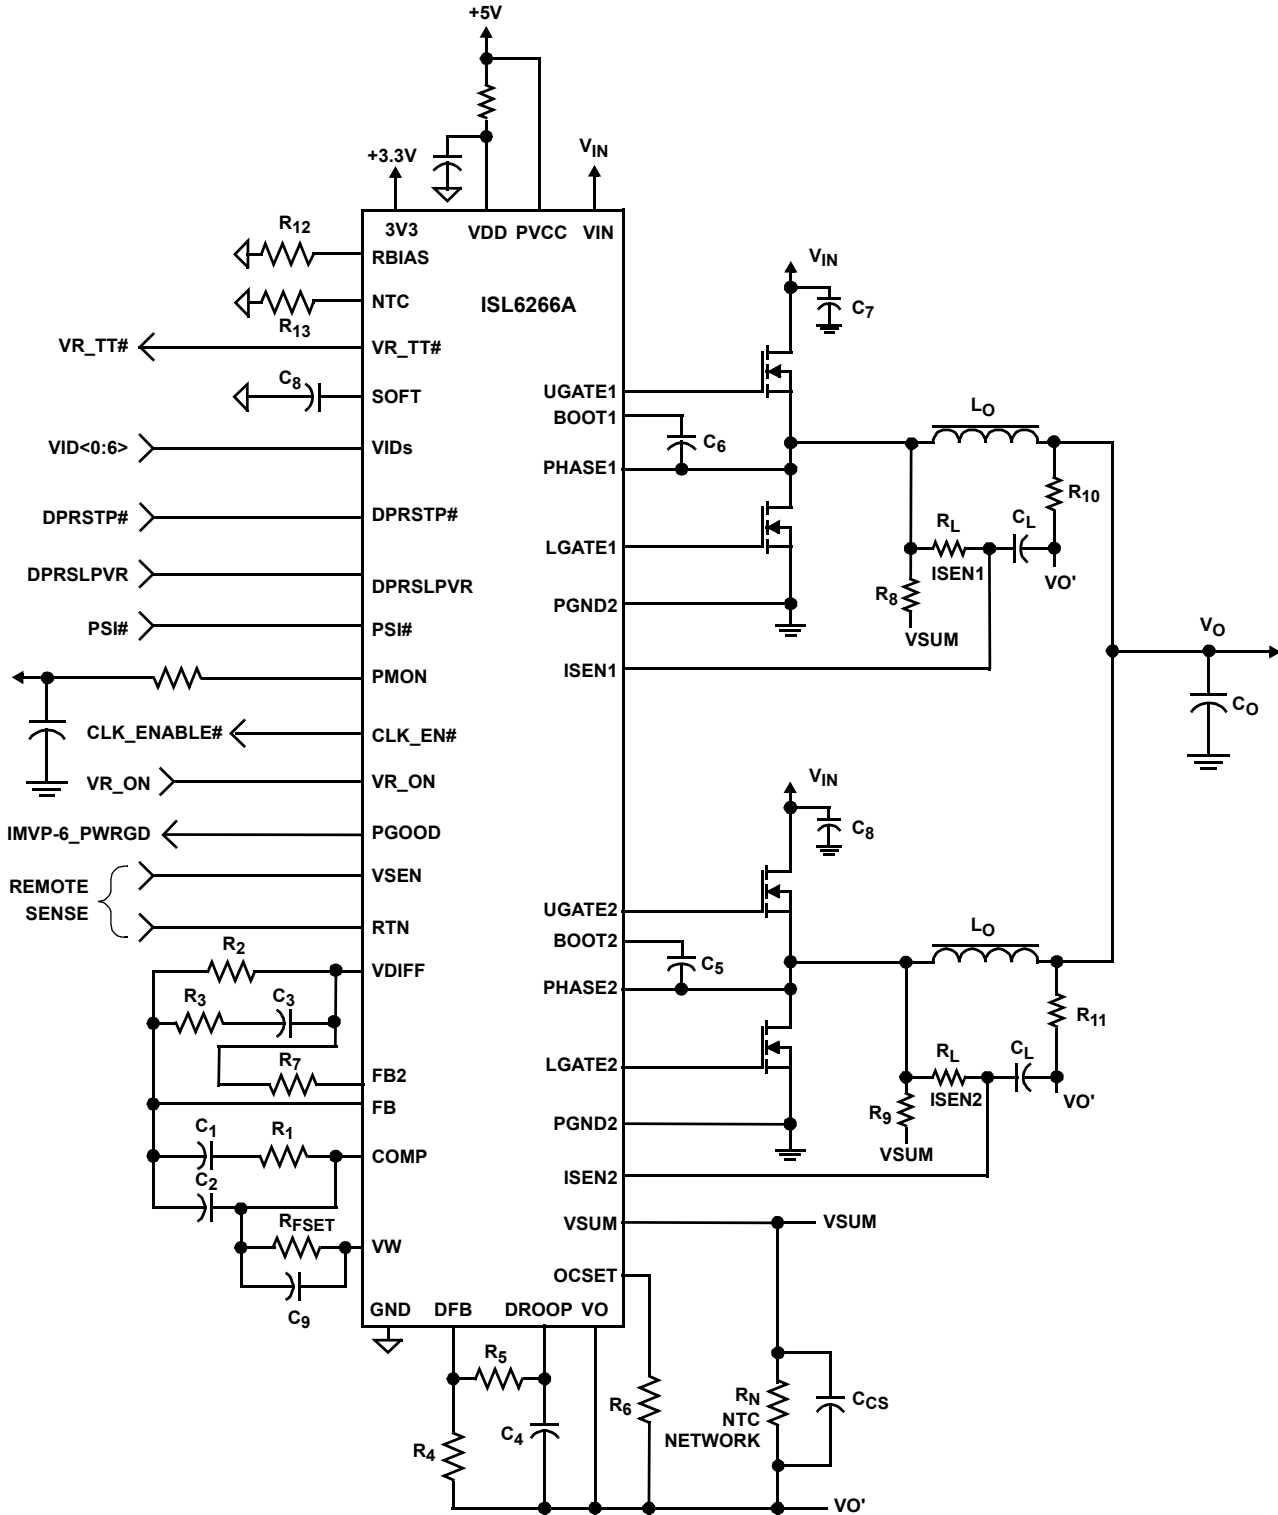 +5V
+3.3V
VIN
3V3
VDD
PVCC
VIN
R12
RBIAS
ISL6266A
NTC
R13
VR_TT#
VR_TT#
C8
SOFT
VID<0:6>
VIDs
DPRSTP#
DPRSTP#
DPRSLPVR
DPRSLPVR
PSI#
PSI#
PMON
CLK_ENABLE#
CLK_EN#
VR_ON
VR_ON
IMVP-6_PWRGD
PGOOD
REMOTE
SENSE
VSEN
RTN
R2
VDIFF
R3
C3
R7
FB2
FB
C1
R1
COMP
C2
RFSET
VW
C9
GND
DFB
DROOP
VO
R5
R4
C4
R6
RN
NTC
NETWORK
CCS
VO'
VIN
C7
UGATE1
BOOT1
C6
PHASE1
LGATE1
PGND2
ISEN1
LO
R10
RL
CL
ISEN1
VO'
R8
VSUM
VO
CO
VIN
C8
UGATE2
BOOT2
C5
PHASE2
LGATE2
PGND2
ISEN2
LO
R11
RL
CL
ISEN2
VO'
R9
VSUM
VSUM
VSUM
OCSET